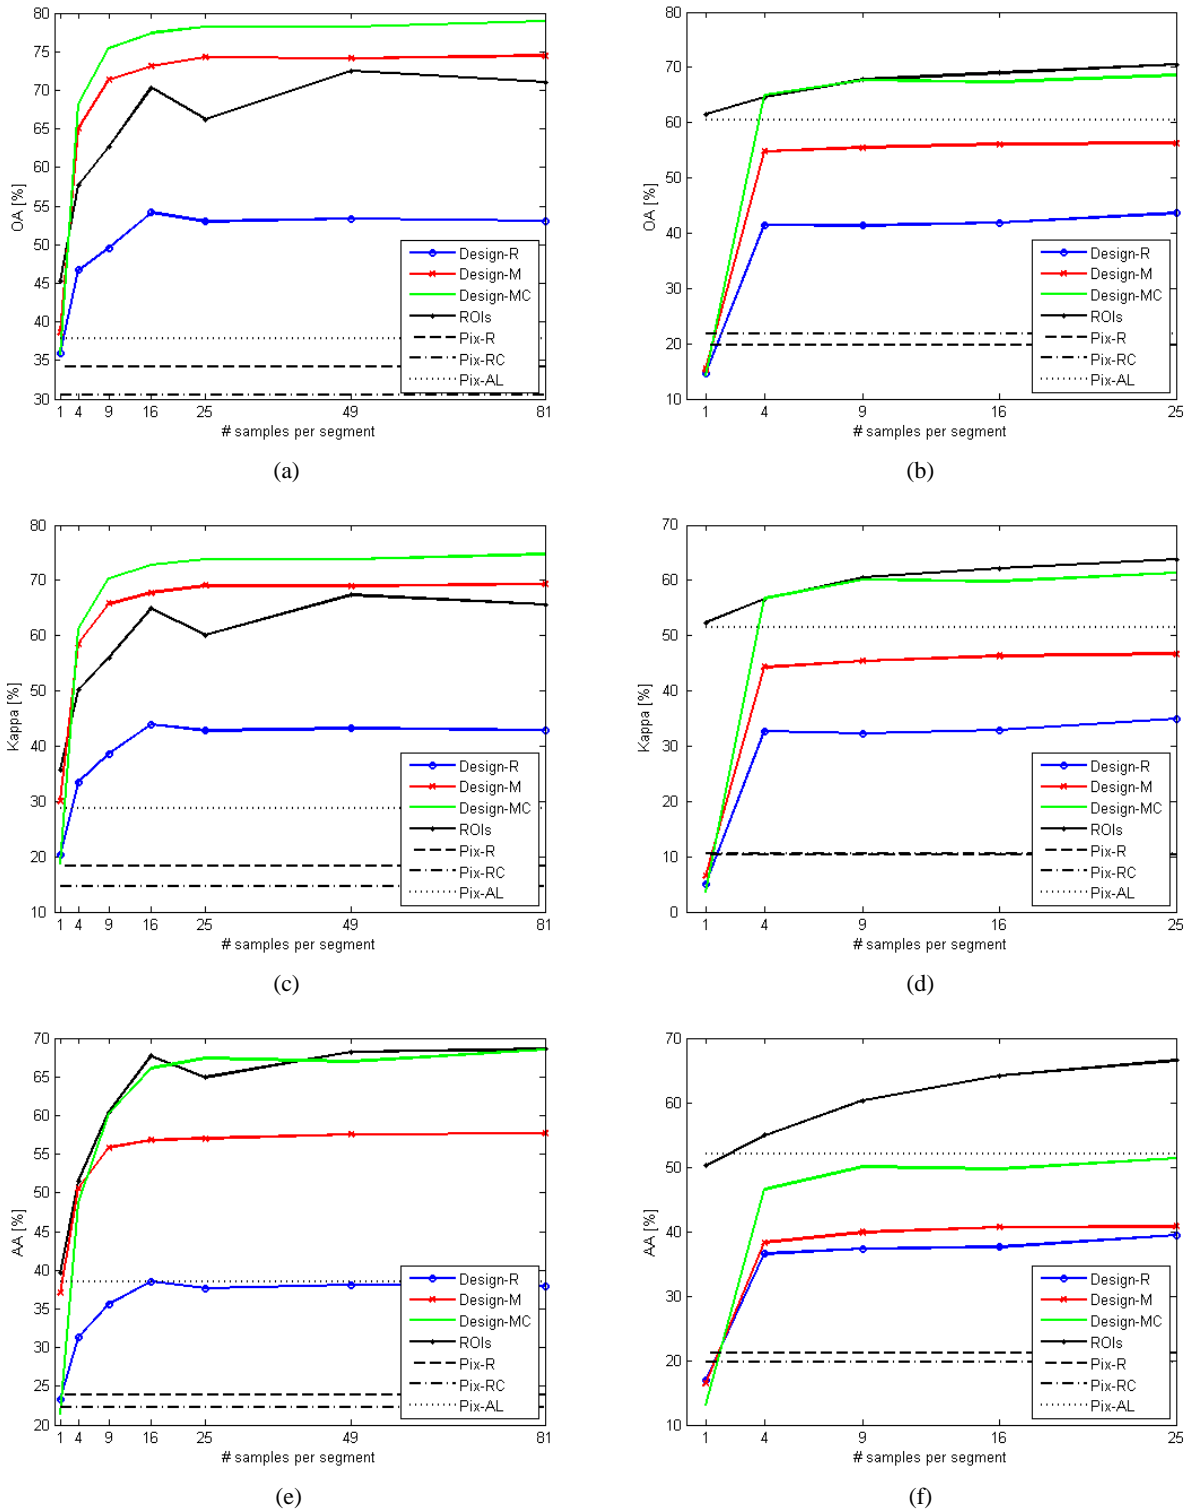 80
75
70
65
60
55
50
45
40
35
30
OA [%]
Design-R
Design-M
Design-MC
ROIs
Pix-R
Pix-RC
Pix-AL
1 4 9 16 25 49 81
# samples per segment
(a)
80
70
60
50
40
30
20
10
OA [%]
Design-R
Design-M
Design-MC
ROIs
Pix-R
Pix-RC
Pix-AL
1 4 9 16 25
# samples per segment
(b)
80
70
60
50
40
30
20
10
Kappa [%]
Design-R
Design-M
Design-MC
ROIs
Pix-R
Pix-RC
Pix-AL
1 4 9 16 25 49 81
# samples per segment
(c)
70
60
50
40
30
20
10
0
Kappa [%]
Design-R
Design-M
Design-MC
ROIs
Pix-R
Pix-RC
Pix-AL
1 4 9 16 25
# samples per segment
(d)
70
65
60
55
50
45
40
35
30
25
20
AA [%]
Design-R
Design-M
Design-MC
ROIs
Pix-R
Pix-RC
Pix-AL
1 4 9 16 25 49 81
# samples per segment
(e)
70
60
50
40
30
20
10
AA [%]
Design-R
Design-M
Design-MC
ROIs
Pix-R
Pix-RC
Pix-AL
1 4 9 16 25
# samples per segment
(f)